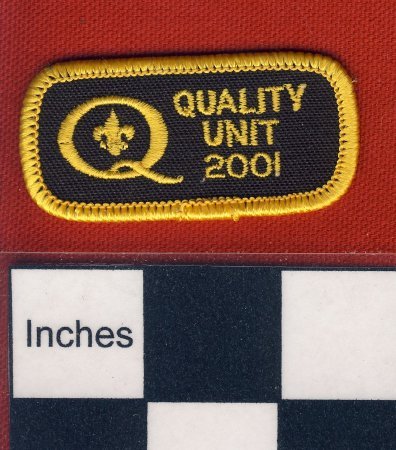 Q
QUALITY
UNIT
2001
Inches